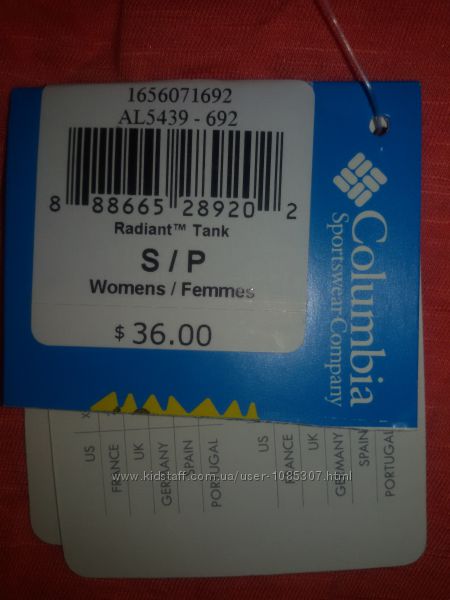 1656071692
AL5439 - 692
8 88665 28920 2
Radiant™ Tank
S / P
Womens / Femmes
$ 36.00
Columbia
Sportswear Company
US
FRANCE
UK
GERMANY
SPAIN
PORTUGAL
US
FRANCE
UK
GERMANY
SPAIN
PORTUGAL
www.kidstaff.com.ua/user-1085307.html